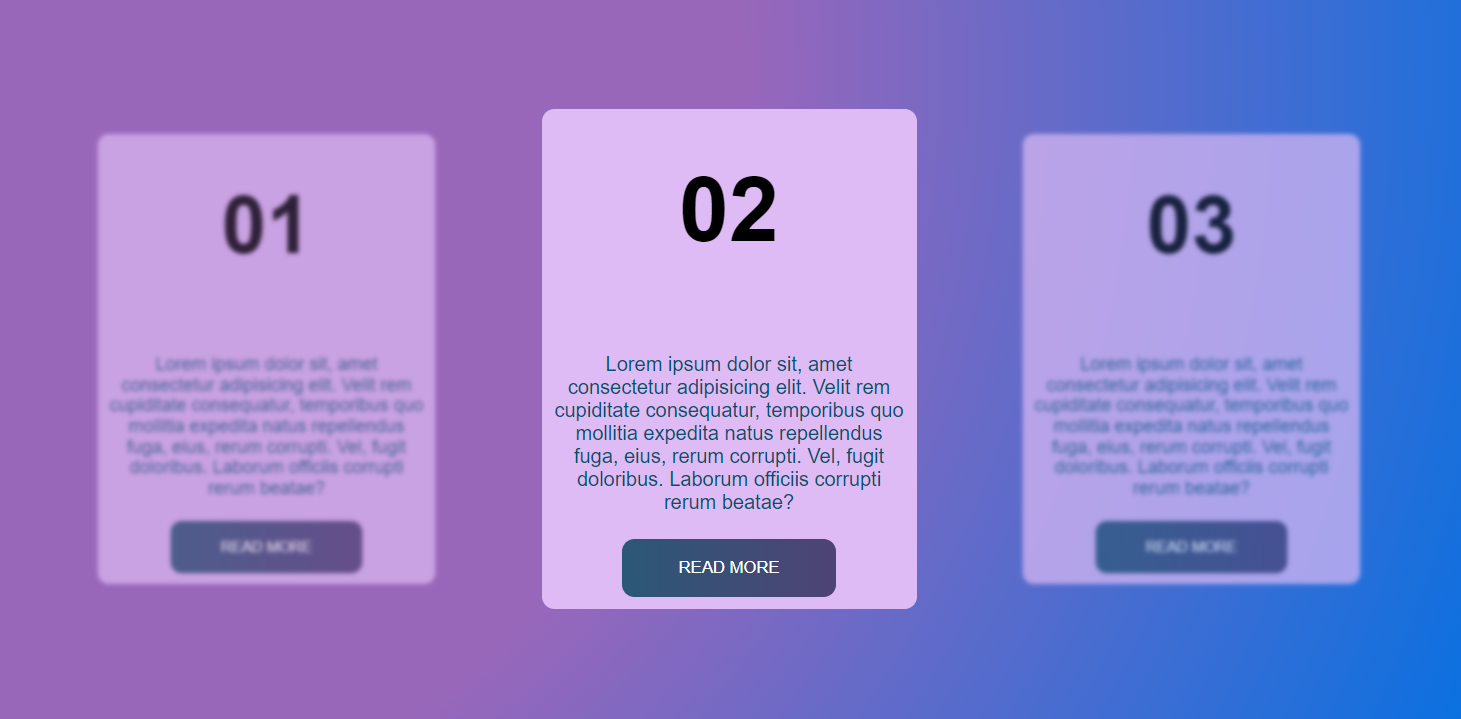 01
Lorem ipsum dolor sit, amet
consectetur adipisicing elit. Velit rem
cupiditate consequatur, temporibus quo
mollitia expedita natus repellendus
fuga, eius, rerum corrupti. Vel, fugit
doloribus. Laborum officiis corrupti
rerum beatae?
READ MORE
02
Lorem ipsum dolor sit, amet
consectetur adipisicing elit. Velit rem
cupiditate consequatur, temporibus quo
mollitia expedita natus repellendus
fuga, eius, rerum corrupti. Vel, fugit
doloribus. Laborum officiis corrupti
rerum beatae?
READ MORE
03
Lorem ipsum dolor sit, amet
consectetur adipisicing elit. Velit rem
cupiditate consequatur, temporibus quo
mollitia expedita natus repellendus
fuga, eius, rerum corrupti. Vel, fugit
doloribus. Laborum officiis corrupti
rerum beatae?
READ MORE